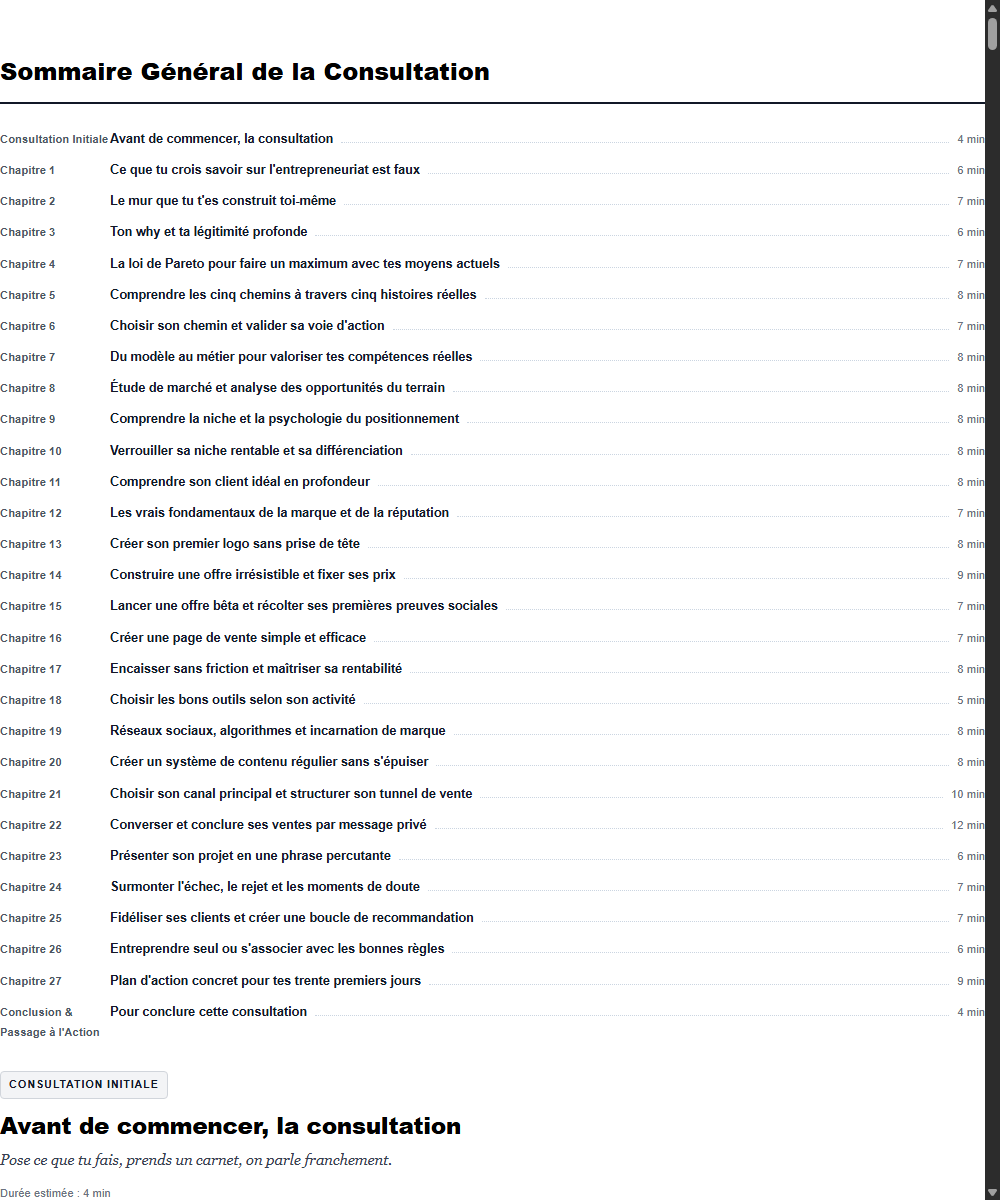 Sommaire Général de la Consultation
Consultation Initiale Avant de commencer, la consultation 4 min
Chapitre 1 Ce que tu crois savoir sur l'entrepreneuriat est faux 6 min
Chapitre 2 Le mur que tu t'es construit toi-même 7 min
Chapitre 3 Ton why et ta légitimité profonde 6 min
Chapitre 4 La loi de Pareto pour faire un maximum avec tes moyens actuels 7 min
Chapitre 5 Comprendre les cinq chemins à travers cinq histoires réelles 8 min
Chapitre 6 Choisir son chemin et valider sa voie d'action 7 min
Chapitre 7 Du modèle au métier pour valoriser tes compétences réelles 8 min
Chapitre 8 Étude de marché et analyse des opportunités du terrain 8 min
Chapitre 9 Comprendre la niche et la psychologie du positionnement 8 min
Chapitre 10 Verrouiller sa niche rentable et sa différenciation 8 min
Chapitre 11 Comprendre son client idéal en profondeur 8 min
Chapitre 12 Les vrais fondamentaux de la marque et de la réputation 7 min
Chapitre 13 Créer son premier logo sans prise de tête 8 min
Chapitre 14 Construire une offre irrésistible et fixer ses prix 9 min
Chapitre 15 Lancer une offre bêta et récolter ses premières preuves sociales 7 min
Chapitre 16 Créer une page de vente simple et efficace 7 min
Chapitre 17 Encaisser sans friction et maîtriser sa rentabilité 8 min
Chapitre 18 Choisir les bons outils selon son activité 5 min
Chapitre 19 Réseaux sociaux, algorithmes et incarnation de marque 8 min
Chapitre 20 Créer un système de contenu régulier sans s'épuiser 8 min
Chapitre 21 Choisir son canal principal et structurer son tunnel de vente 10 min
Chapitre 22 Converser et conclure ses ventes par message privé 12 min
Chapitre 23 Présenter son projet en une phrase percutante 6 min
Chapitre 24 Surmonter l'échec, le rejet et les moments de doute 7 min
Chapitre 25 Fidéliser ses clients et créer une boucle de recommandation 7 min
Chapitre 26 Entreprendre seul ou s'associer avec les bonnes règles 6 min
Chapitre 27 Plan d'action concret pour tes trente premiers jours 9 min
Conclusion & Pour conclure cette consultation 4 min
Passage à l'Action
CONSULTATION INITIALE
Avant de commencer, la consultation
Pose ce que tu fais, prends un carnet, on parle franchement.
Durée estimée : 4 min